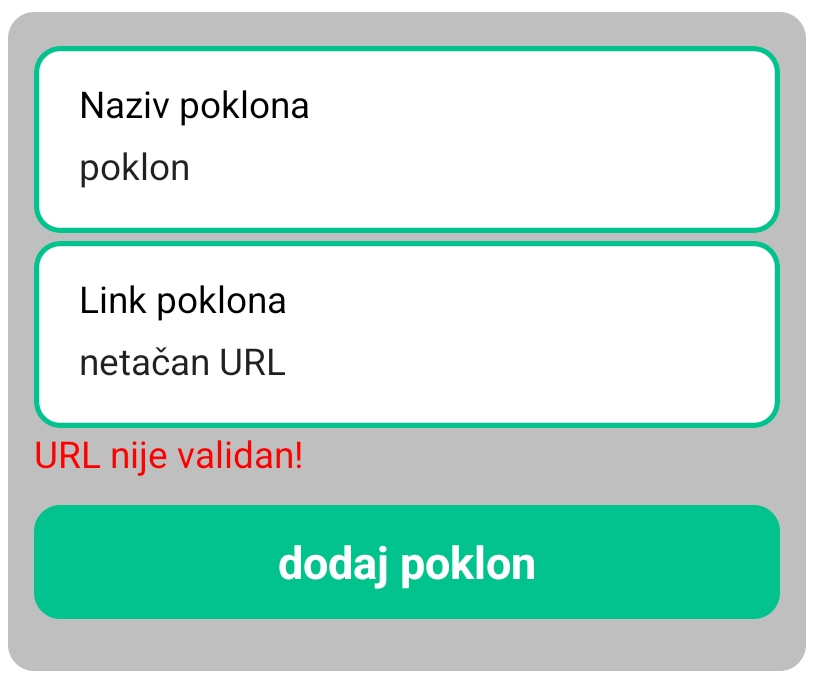 Naziv poklona
poklon
Link poklona
netačan URL
URL nije validan!
dodaj poklon